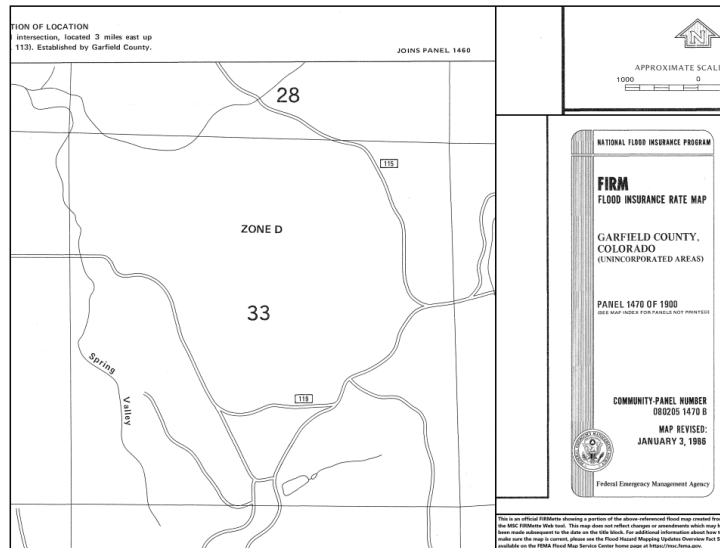 TION OF LOCATION
intersection, located 3 miles east up
113). Established by Garfield County.
JOINS PANEL 1460
28
115
ZONE D
33
Spring
Valley
119
N
APPROXIMATE SCAL
1000 0
NATIONAL FLOOD INSURANCE PROGRAM
FIRM
FLOOD INSURANCE RATE MAP
GARFIELD COUNTY,
COLORADO
(UNINCORPORATED AREAS)
PANEL 1470 OF 1900
(SEE MAP INDEX FOR PANELS NOT PRINTED)
COMMUNITY-PANEL NUMBER
080205 1470 B
MAP REVISED:
JANUARY 3, 1986
Federal Emergency Management Agency
This is an official FIRMette showing a portion of the above-referenced flood map created fro
the MSC FIRMette Web tool. This map does not reflect changes or amendments which may h
been made subsequent to the date on the title block. For additional information about how
make sure the map is current, please see the Flood Hazard Mapping Updates Overview Fact S
available on the FEMA Flood Map Service Center home page at https://msc.fema.gov.